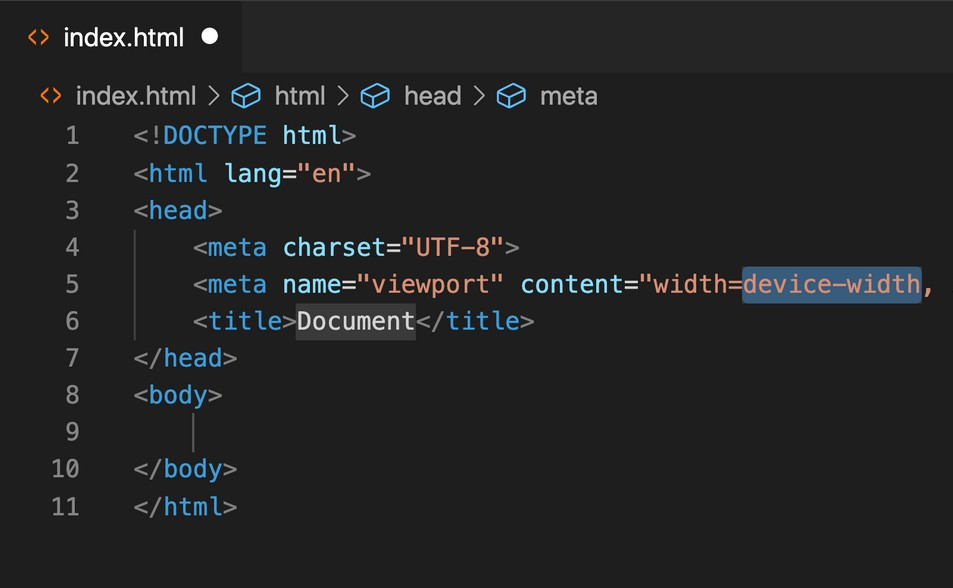 index.html
index.html > html > head > meta
1 <!DOCTYPE html>
2 <html lang="en">
3 <head>
4     <meta charset="UTF-8">
5     <meta name="viewport" content="width=device-width,
6     <title>Document</title>
7 </head>
8 <body>
9
10 </body>
11 </html>